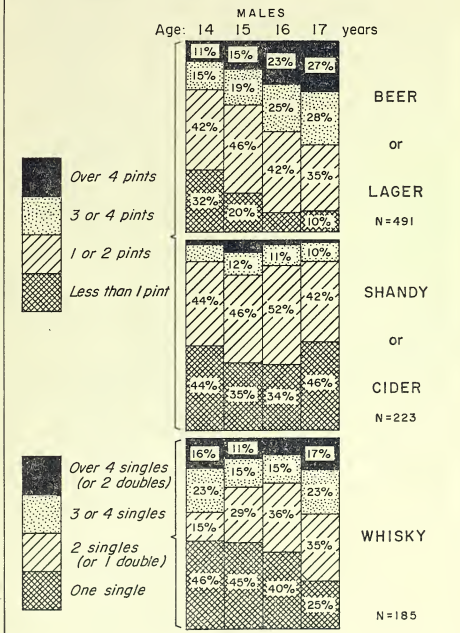 MALES
Age: 14 15 16 17 years
11% 15% 23% 27%
15% 19% 25% 28%
42% 46% 42% 35%
32% 20% 10%
BEER
or
LAGER
N=491
Over 4 pints
3 or 4 pints
1 or 2 pints
Less than 1 pint
12% 11% 10%
44% 46% 52% 42%
44% 35% 34% 46%
SHANDY
or
CIDER
N=223
Over 4 singles
(or 2 doubles)
3 or 4 singles
2 singles
(or 1 double)
One single
16% 11% 17%
23% 15% 15% 23%
15% 29% 36% 35%
46% 45% 40% 25%
WHISKY
N=185